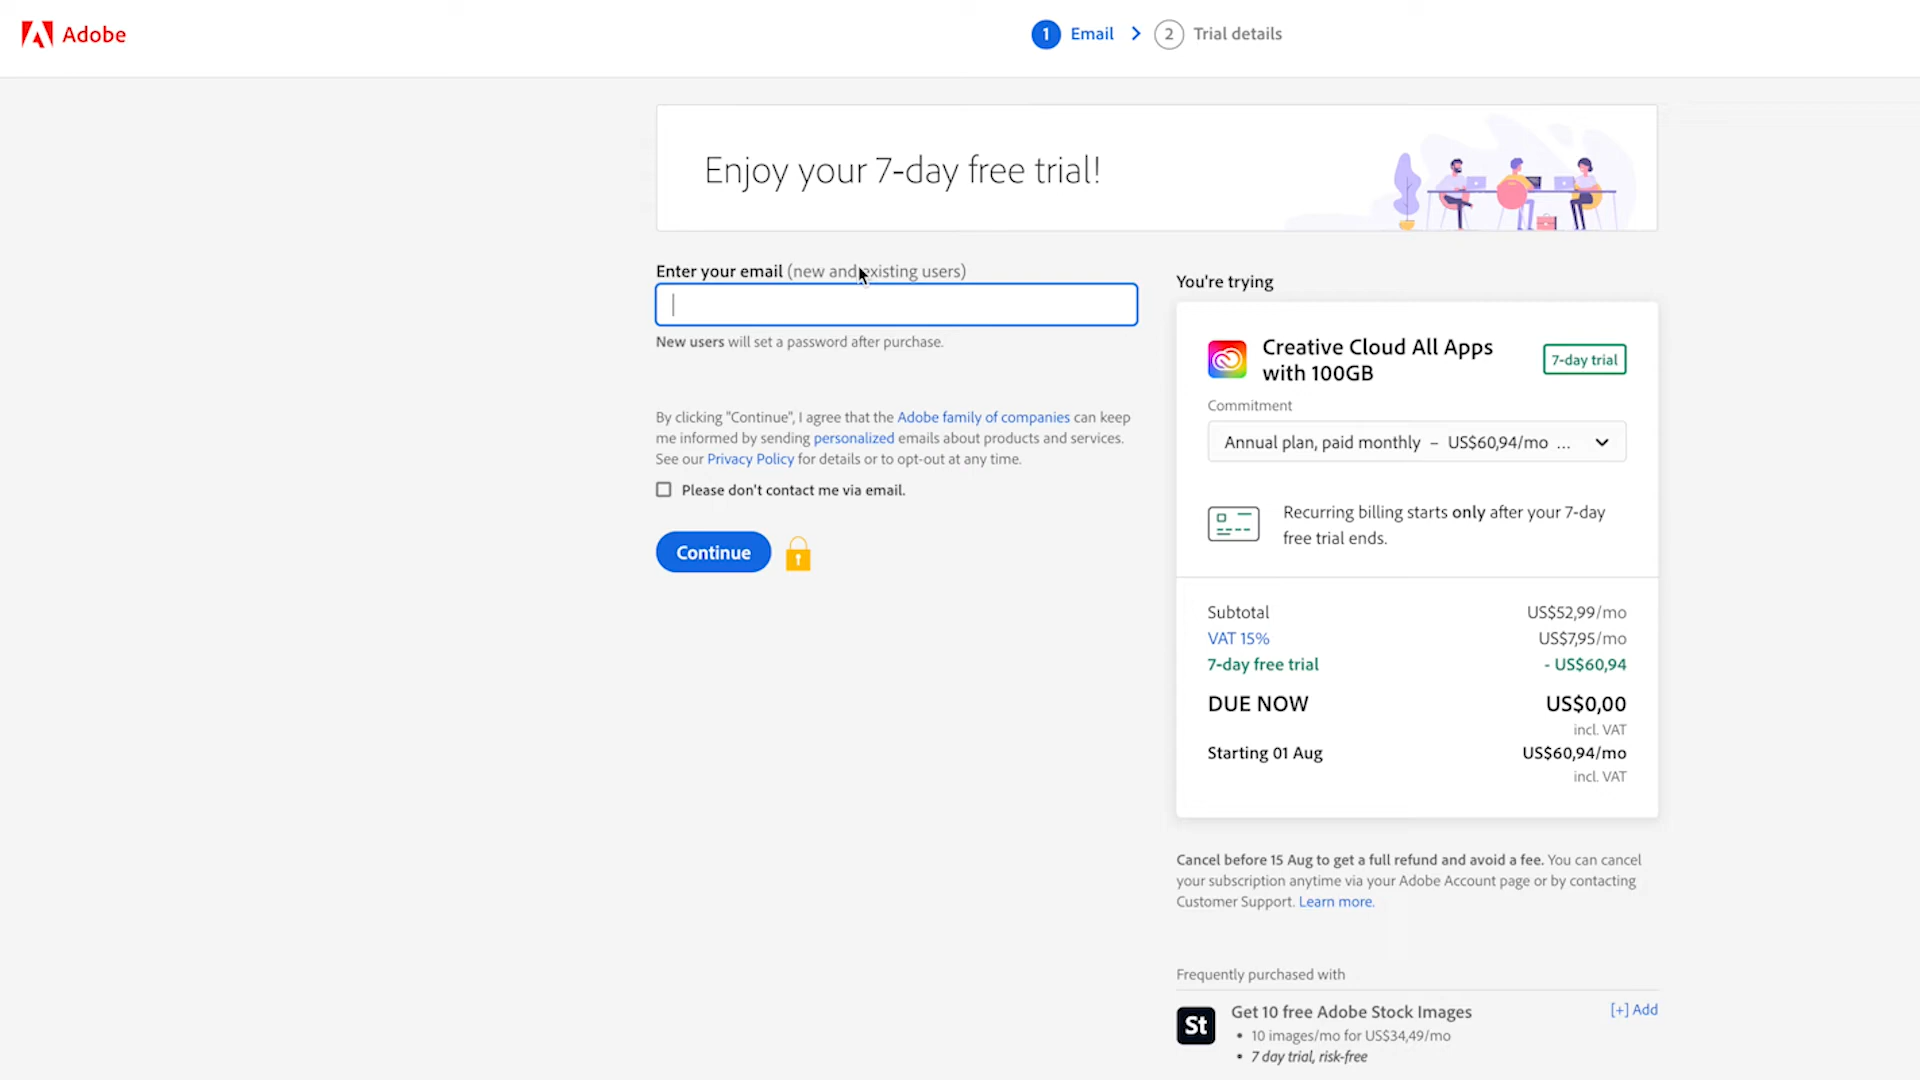 Adobe
1 Email 2 Trial details
Enjoy your 7-day free trial!
Enter your email (new and existing users)
New users will set a password after purchase.
By clicking "Continue", I agree that the Adobe family of companies can keep
me informed by sending personalized emails about products and services.
See our Privacy Policy for details or to opt-out at any time.
Please don't contact me via email.
Continue
You're trying
Creative Cloud All Apps
with 100GB
7-day trial
Commitment
Annual plan, paid monthly – US$60,94/mo ...
Recurring billing starts only after your 7-day
free trial ends.
Subtotal US$52,99/mo
VAT 15% US$7,95/mo
7-day free trial - US$60,94
DUE NOW US$0,00
incl. VAT
Starting 01 Aug US$60,94/mo
incl. VAT
Cancel before 15 Aug to get a full refund and avoid a fee. You can cancel
your subscription anytime via your Adobe Account page or by contacting
Customer Support. Learn more.
Frequently purchased with
St
Get 10 free Adobe Stock Images [+] Add
• 10 images/mo for US$34,49/mo
• 7 day trial, risk-free